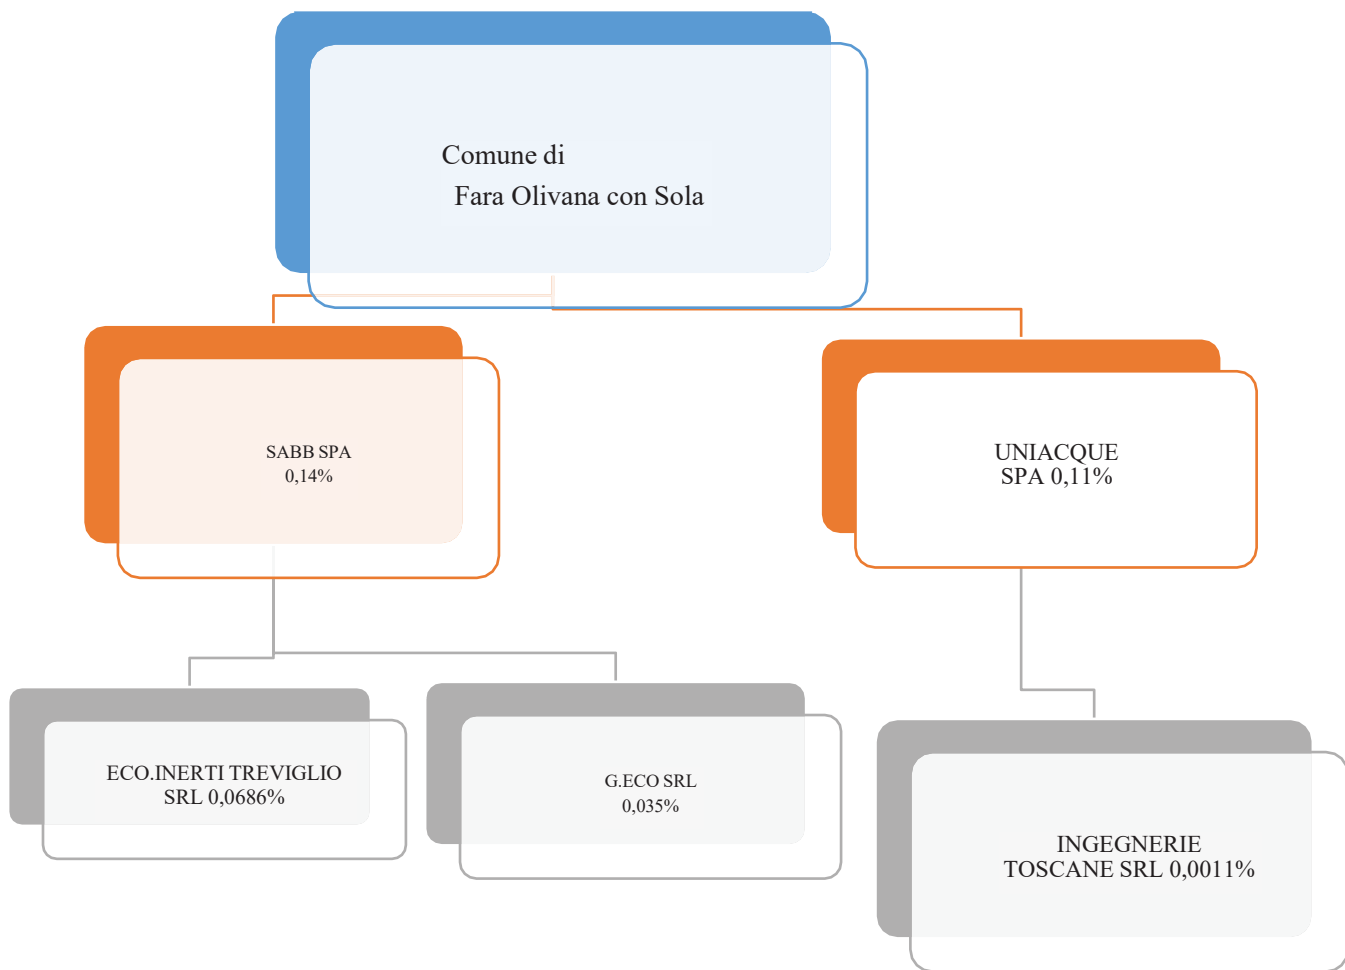 Comune di
Fara Olivana con Sola
SABB SPA
0,14%
UNIACQUE
SPA 0,11%
ECO.INERTI TREVIGLIO
SRL 0,0686%
G.ECO SRL
0,035%
INGEGNERIE
TOSCANE SRL 0,0011%